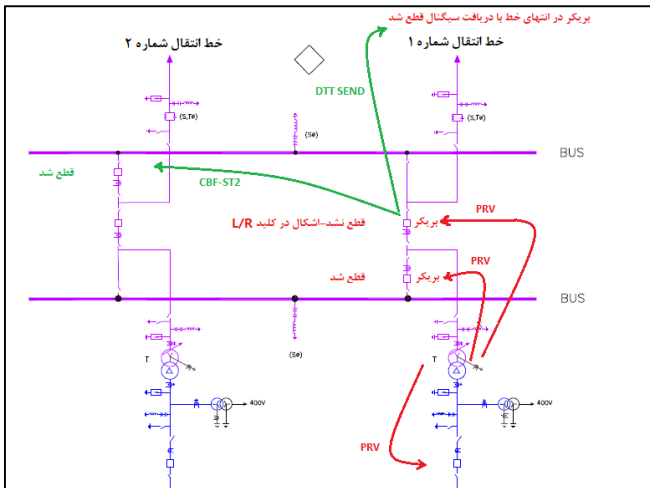 بریکر در انتهای خط با دریافت سیگنال قطع شد
خط انتقال شماره ۱
خط انتقال شماره ۲
DTT SEND
(S,Tø)
(S,Tø)
(Sø)
BUS
CBF-ST2
قطع شد
PRV
بریکر
قطع نشد-اشکال در کلید L/R
PRV
بریکر
قطع شد
BUS
(Sø)
T.
T.
400V
400V
PRV